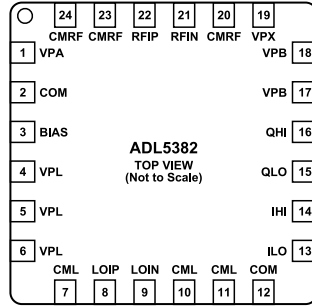 24 23 22 21 20 19
CMRF CMRF RFIP RFIN CMRF VPX
1 VPA VPB 18
2 COM VPB 17
3 BIAS QHI 16
ADL5382
TOP VIEW
(Not to Scale)
4 VPL QLO 15
5 VPL IHI 14
6 VPL ILO 13
CML LOIP LOIN CML CML COM
7 8 9 10 11 12